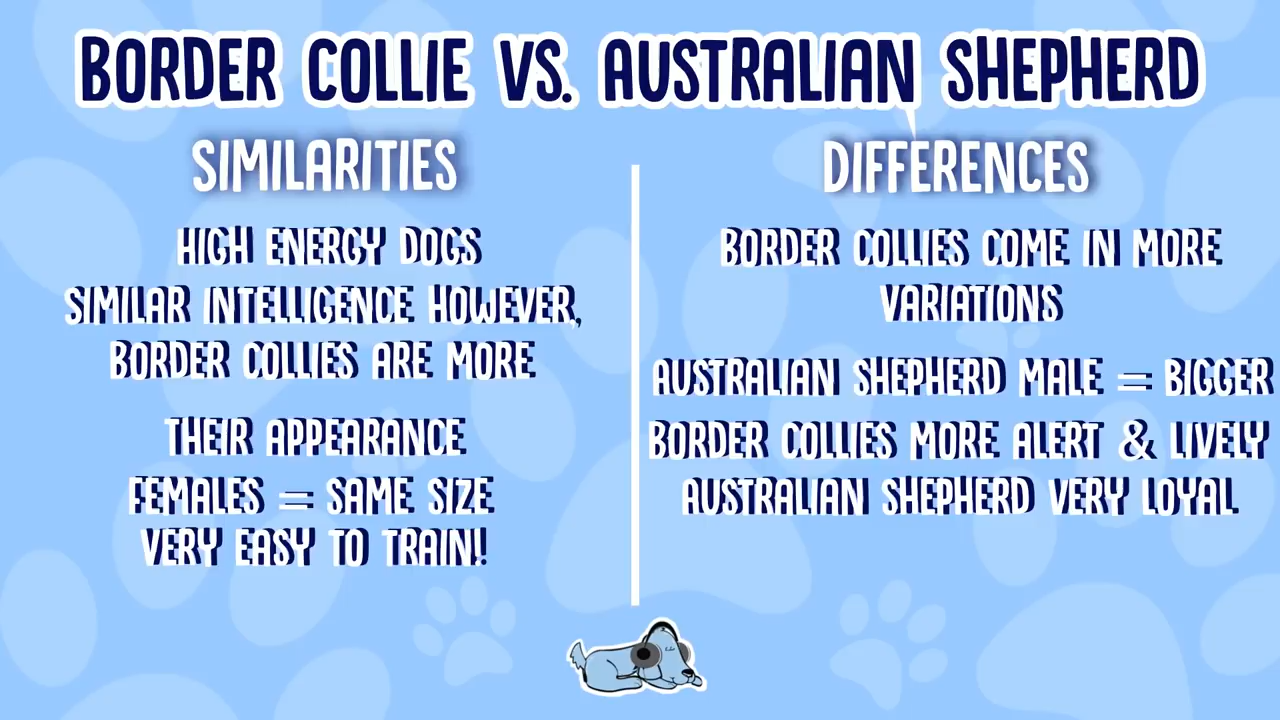 BORDER COLLIE VS. AUSTRALIAN SHEPHERD
SIMILARITIES
HIGH ENERGY DOGS
SIMILAR INTELLIGENCE HOWEVER,
BORDER COLLIES ARE MORE
THEIR APPEARANCE
FEMALES = SAME SIZE
VERY EASY TO TRAIN!
DIFFERENCES
BORDER COLLIES COME IN MORE
VARIATIONS
AUSTRALIAN SHEPHERD MALE = BIGGER
BORDER COLLIES MORE ALERT & LIVELY
AUSTRALIAN SHEPHERD VERY LOYAL